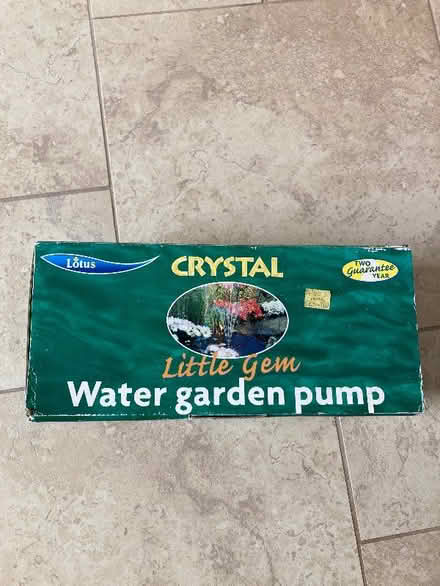 Lotus
CRYSTAL
TWO
Guarantee
YEAR
Little Gem
Water garden pump